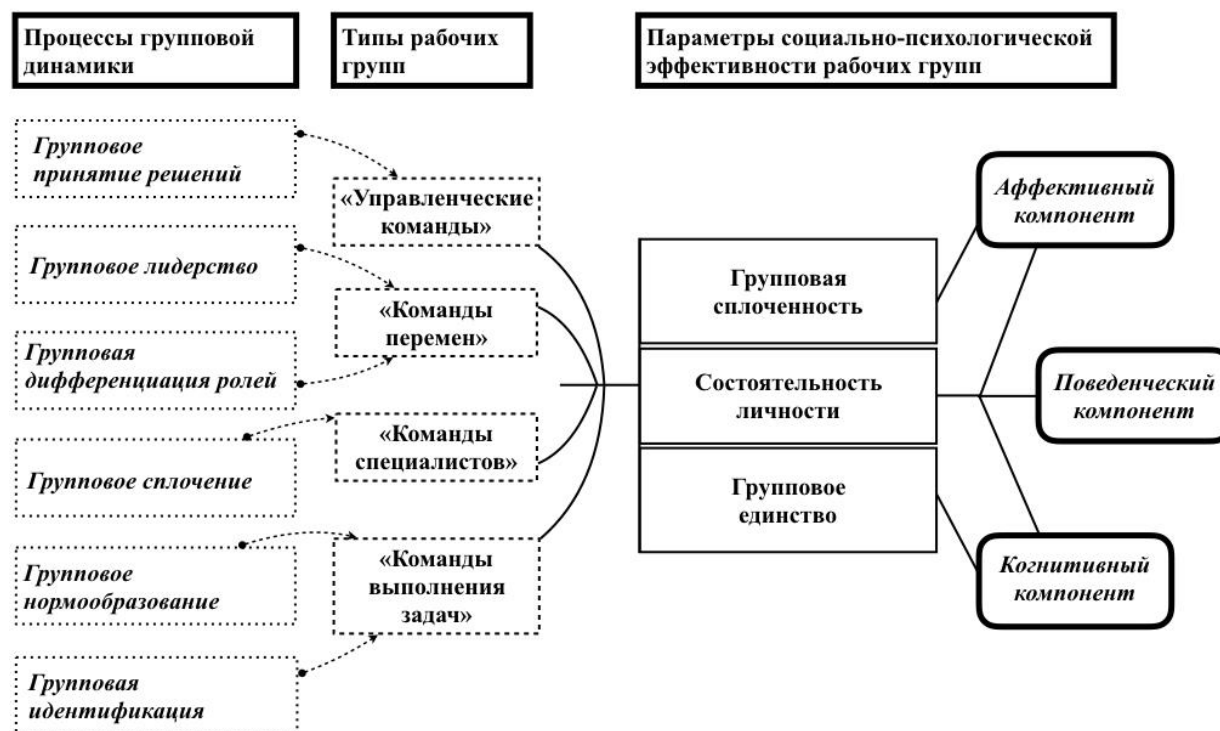 Процессы групповой
динамики
Типы рабочих
групп
Параметры социально-психологической
эффективности рабочих групп
Групповое
принятие решений
Групповое лидерство
Групповая
дифференциация ролей
Групповое сплочение
Групповое
нормообразование
Групповая
идентификация
«Управленческие
команды»
«Команды
перемен»
«Команды
специалистов»
«Команды
выполнения
задач»
Групповая
сплоченность
Состоятельность
личности
Групповое
единство
Аффективный
компонент
Поведенческий
компонент
Когнитивный
компонент